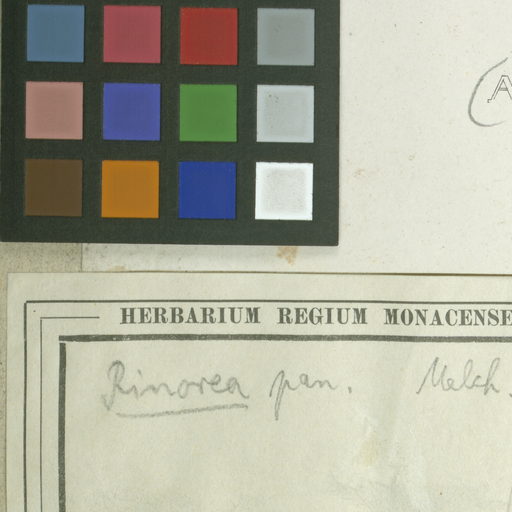 A
HERBARIUM REGIUM MONACENSE
Rinorea pan. Melch.